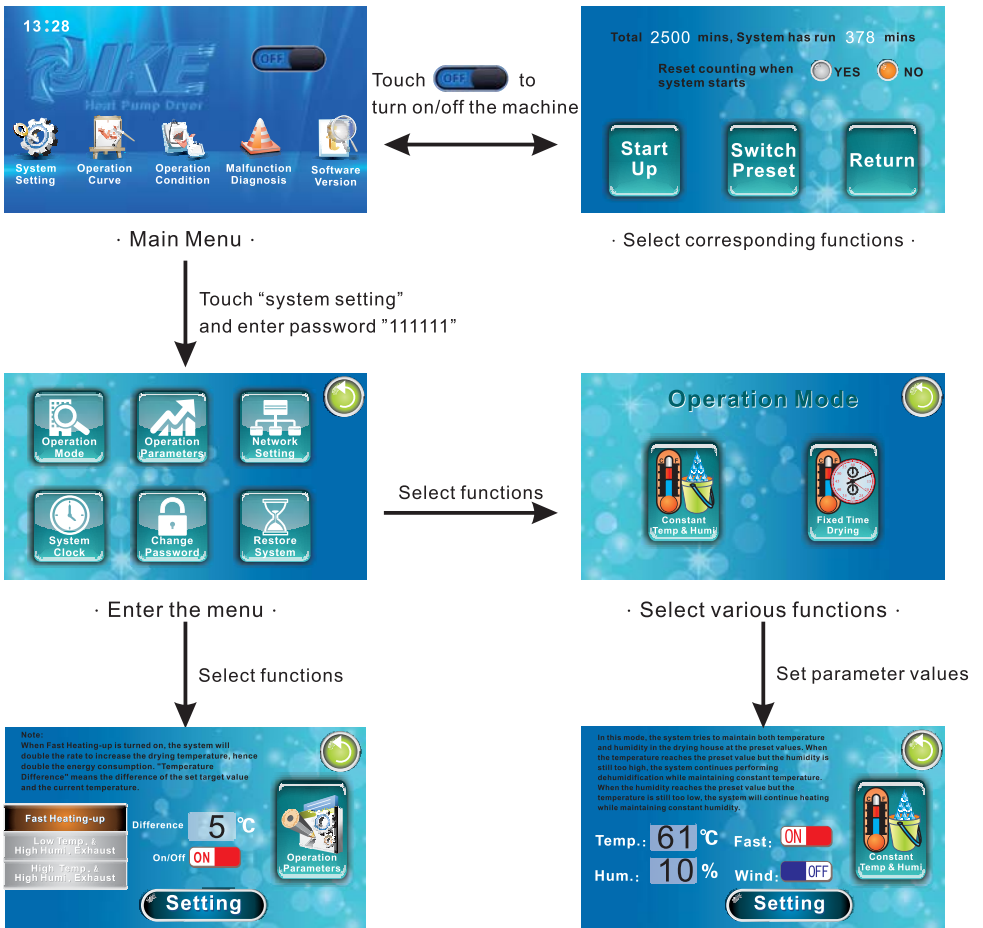 13:28
IKE
Heat Pump Dryer
OFF
System
Setting
Operation
Curve
Operation
Condition
Malfunction
Diagnosis
Software
Version
Touch OFF to
turn on/off the machine
Total 2500 mins, System has run 378 mins
Reset counting when
system starts
YES
NO
Start
Up
Switch
Preset
Return
· Main Menu ·
· Select corresponding functions ·
Touch “system setting”
and enter password ”111111”
Operation
Mode
Operation
Parameters
Network
Setting
System
Clock
Change
Password
Restore
System
Select functions
Operation Mode
C F
Constant
Temp & Humi
C F
Fixed Time
Drying
· Enter the menu ·
· Select various functions ·
Select functions
Set parameter values
Note:
When Fast Heating-up is turned on, the system will
double the rate to increase the drying temperature, hence
double the energy consumption. "Temperature
Difference" means the difference of the set target value
and the current temperature.
Fast Heating-up
Low Temp, &
High Humi, Exhaust
High Temp, &
High Humi, Exhaust
Difference 5 ℃
On/Off ON
Operation
Parameters
Setting
In this mode, the system tries to maintain both temperature
and humidity in the drying house at the preset values. When
the temperature reaches the preset value but the humidity is
still too high, the system continues performing
dehumidification while maintaining constant temperature.
When the humidity reaches the preset value but the
temperature is still too low, the system will continue heating
while maintaining constant humidity.
Temp.: 61 ℃ Fast: ON
Hum.: 10 % Wind: OFF
C F
Constant
Temp & Humi
Setting